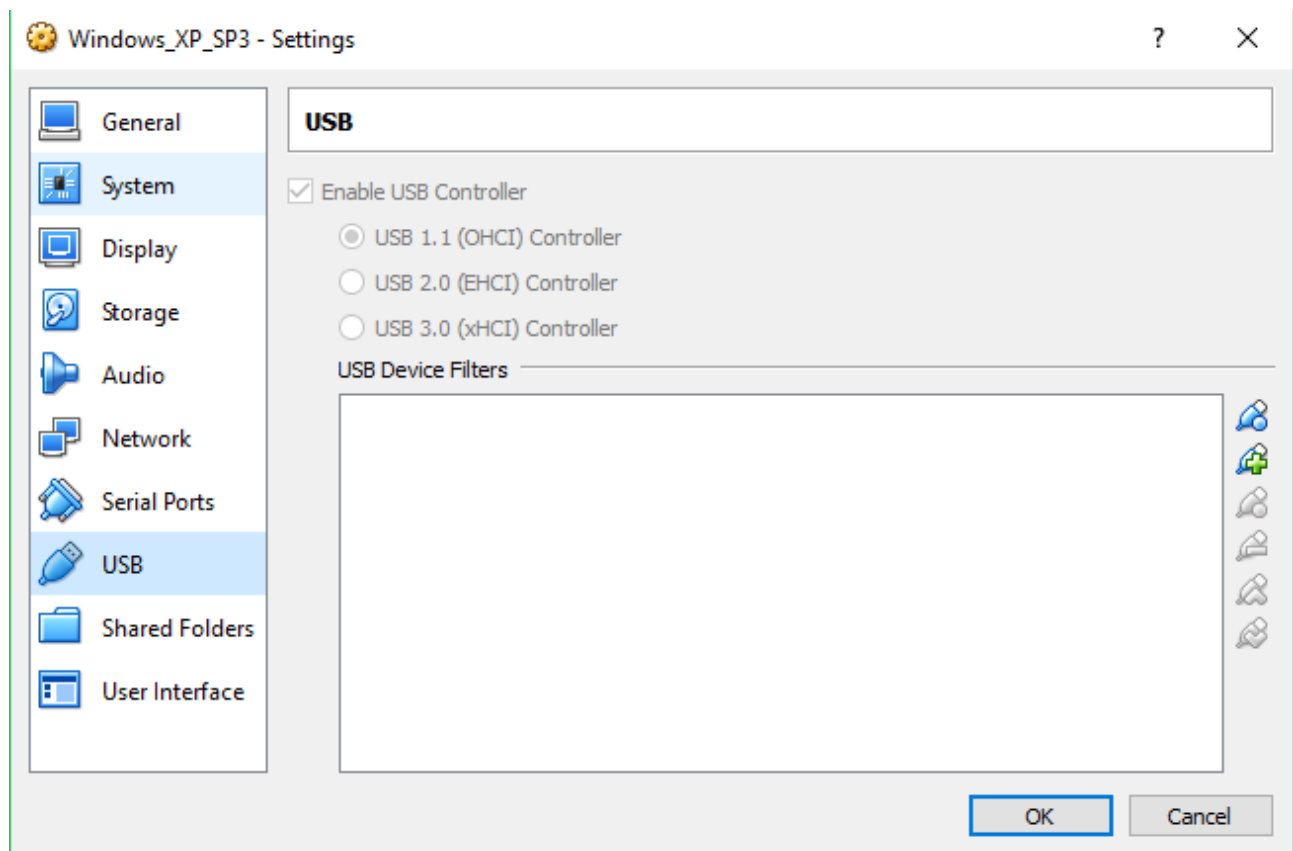 Windows_XP_SP3 - Settings
?
General
System
Display
Storage
Audio
Network
Serial Ports
USB
Shared Folders
User Interface
USB
Enable USB Controller
USB 1.1 (OHCI) Controller
USB 2.0 (EHCI) Controller
USB 3.0 (xHCI) Controller
USB Device Filters
OK
Cancel